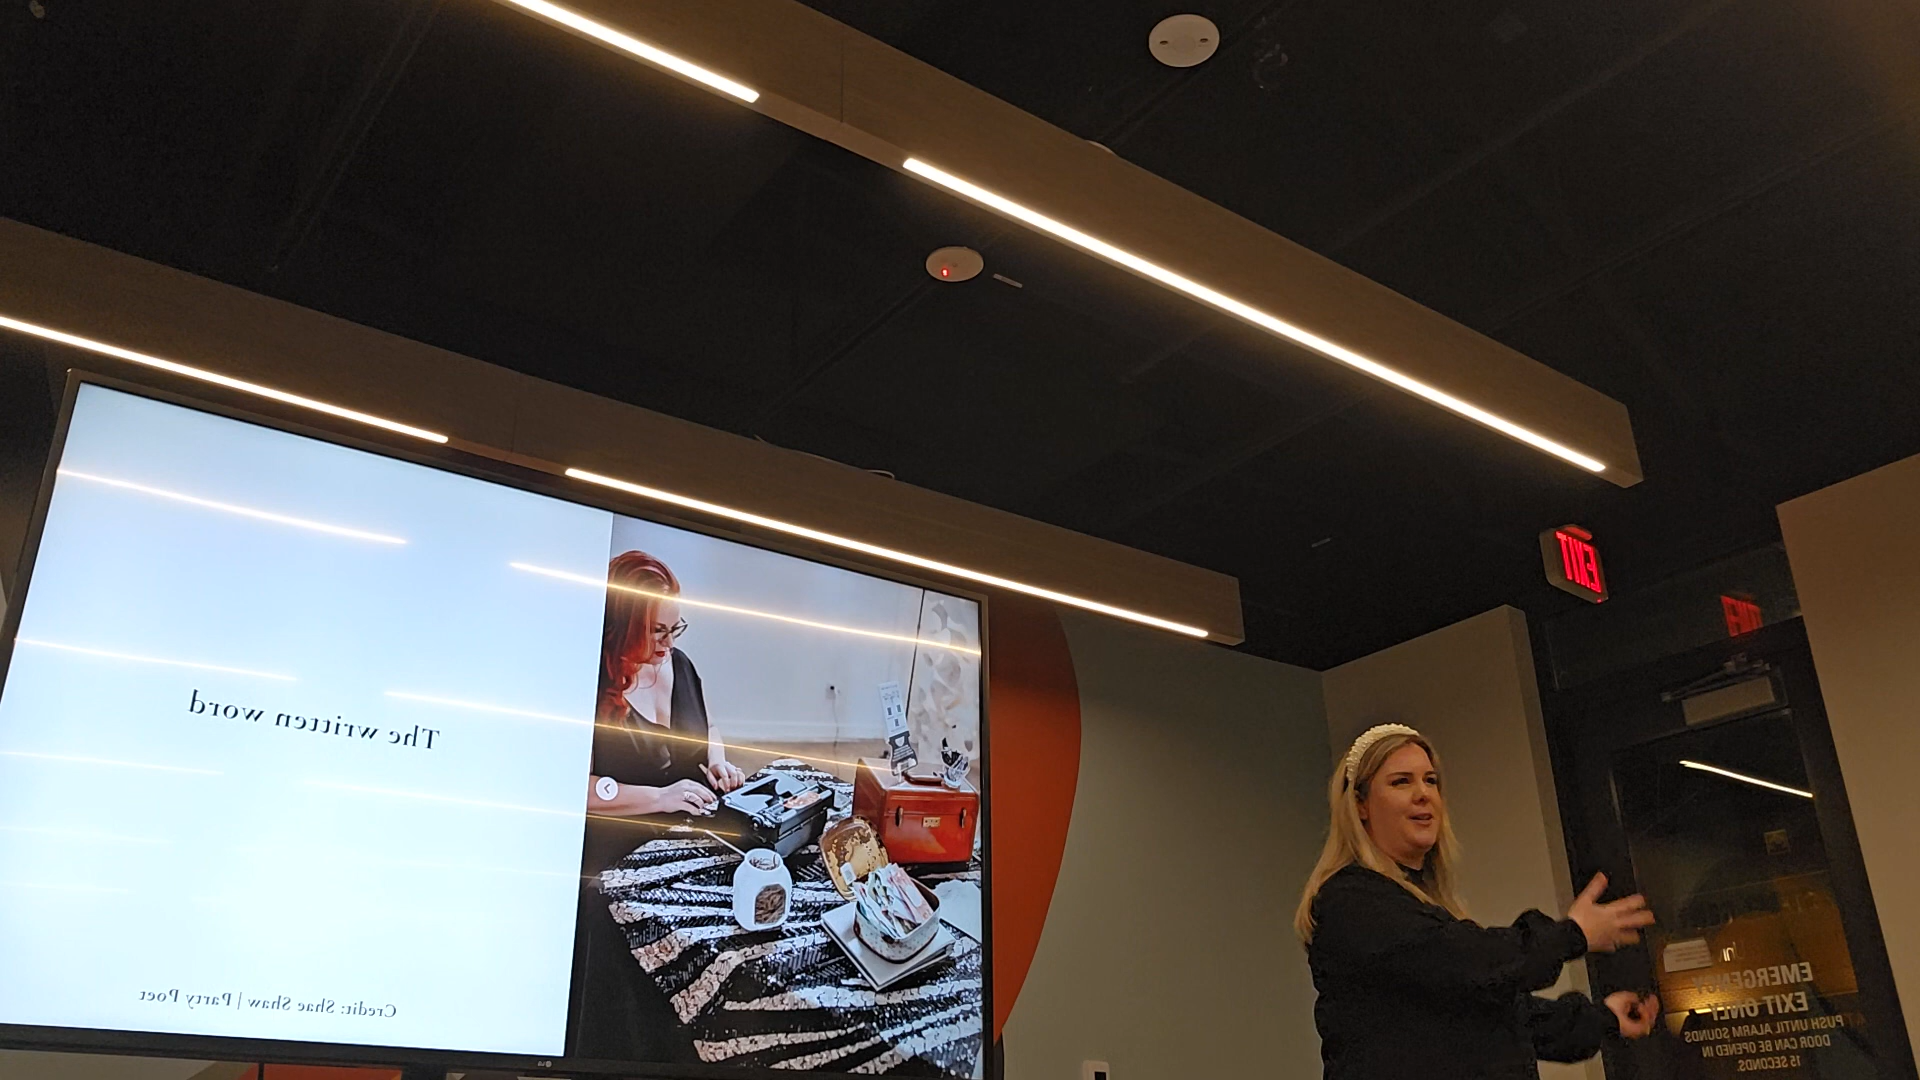 The written word
Credit: Shae Shaw | Party Poet
EXIT
EMERGENCY
EXIT ONLY
PUSH UNTIL ALARM SOUNDS
DOOR CAN BE OPENED IN
15 SECONDS.
LG